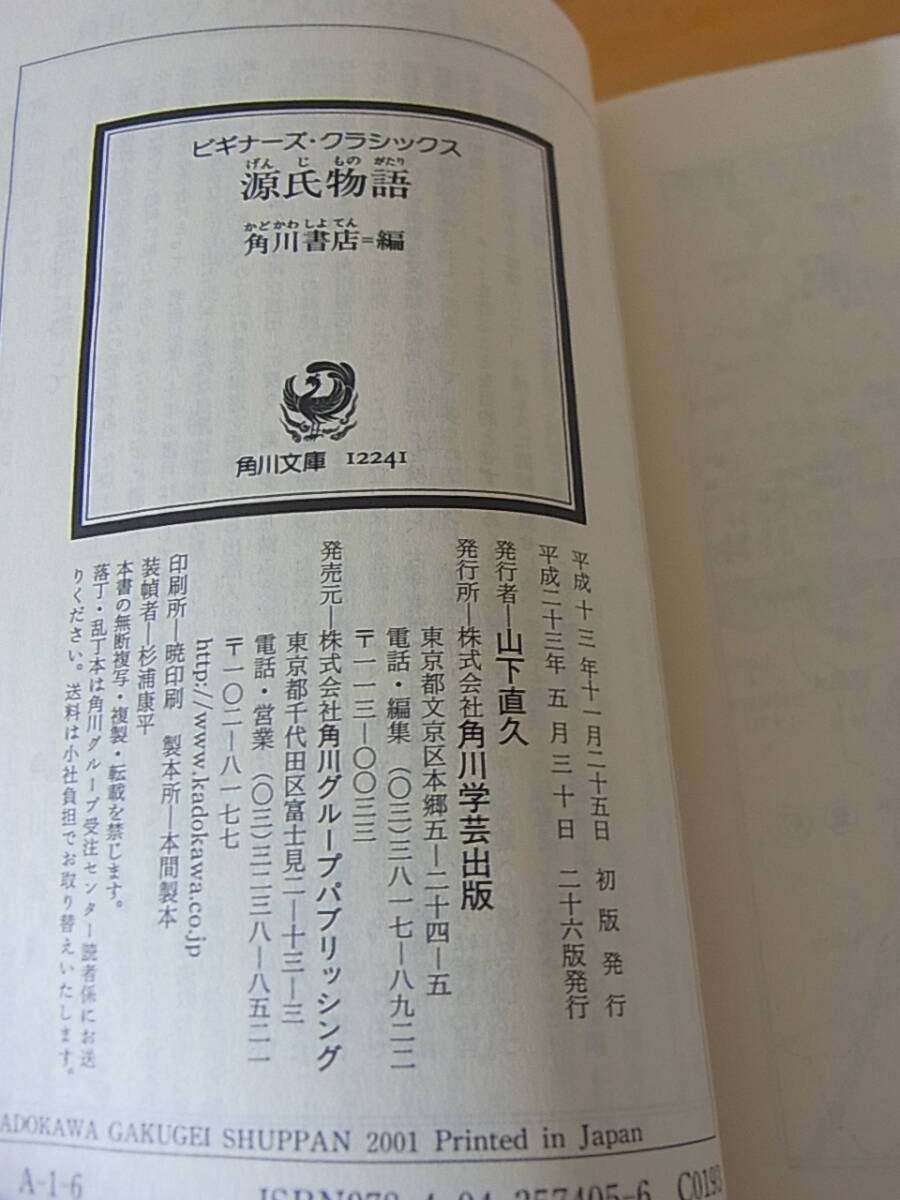 ビギナーズ・クラシックス
げんじものがたり
源氏物語
かどかわしよてん
角川書店=編
角川文庫 12241
平成十三年十一月二十五日 初版発行
平成二十三年五月三十日 二十六版発行
発行者―山下直久
発行所―株式会社角川学芸出版
東京都文京区本郷五―二十四―五
電話・編集 (〇三)三八一七―八九二二
〒一一三―〇〇三三
発売元―株式会社角川グループパブリッシング
東京都千代田区富士見二―十三―三
電話・営業 (〇三)三二三八―八五二一
〒一〇二―八一七七
http://www.kadokawa.co.jp
印刷所―暁印刷 製本所―本間製本
装幀者―杉浦康平
本書の無断複写・複製・転載を禁じます。
落丁・乱丁本は角川グループ受注センター読者係にお送
りください。送料は小社負担でお取り替えいたします。
ADOKAWA GAKUGEI SHUPPAN 2001 Printed in Japan
A-1-6
ISBN978-4-04-357405-6 C0193